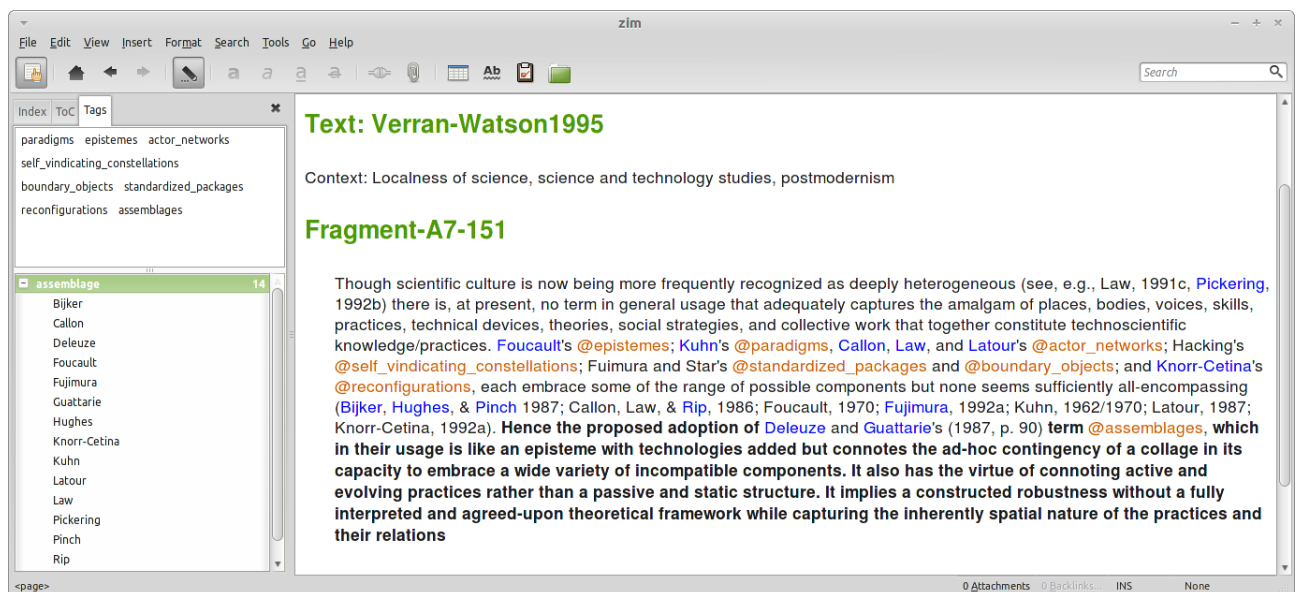 zim
File Edit View Insert Format Search Tools Go Help
a a a a Ab
Search
Index ToC Tags
paradigms epistemes actor_networks
self_vindicating_constellations
boundary_objects standardized_packages
reconfigurations assemblages
assemblage 14
Bijker
Callon
Deleuze
Foucault
Fujimura
Guattarie
Hughes
Knorr-Cetina
Kuhn
Latour
Law
Pickering
Pinch
Rip
Text: Verran-Watson1995
Context: Localness of science, science and technology studies, postmodernism
Fragment-A7-151
Though scientific culture is now being more frequently recognized as deeply heterogeneous (see, e.g., Law, 1991c, Pickering,
1992b) there is, at present, no term in general usage that adequately captures the amalgam of places, bodies, voices, skills,
practices, technical devices, theories, social strategies, and collective work that together constitute technoscientific
knowledge/practices. Foucault's @epistemes; Kuhn's @paradigms, Callon, Law, and Latour's @actor_networks; Hacking's
@self_vindicating_constellations; Fuimura and Star's @standardized_packages and @boundary_objects; and Knorr-Cetina's
@reconfigurations, each embrace some of the range of possible components but none seems sufficiently all-encompassing
(Bijker, Hughes, & Pinch 1987; Callon, Law, & Rip, 1986; Foucault, 1970; Fujimura, 1992a; Kuhn, 1962/1970; Latour, 1987;
Knorr-Cetina, 1992a). Hence the proposed adoption of Deleuze and Guattarie's (1987, p. 90) term @assemblages, which
in their usage is like an episteme with technologies added but connotes the ad-hoc contingency of a collage in its
capacity to embrace a wide variety of incompatible components. It also has the virtue of connoting active and
evolving practices rather than a passive and static structure. It implies a constructed robustness without a fully
interpreted and agreed-upon theoretical framework while capturing the inherently spatial nature of the practices and
their relations
<page> 0 Attachments 0 Backlinks... INS None